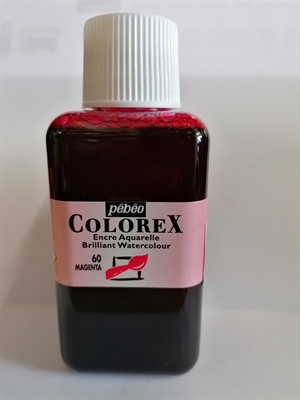 pébéo
COLOREX
Encre Aquarelle
Brilliant Watercolour
60
MAGENTA